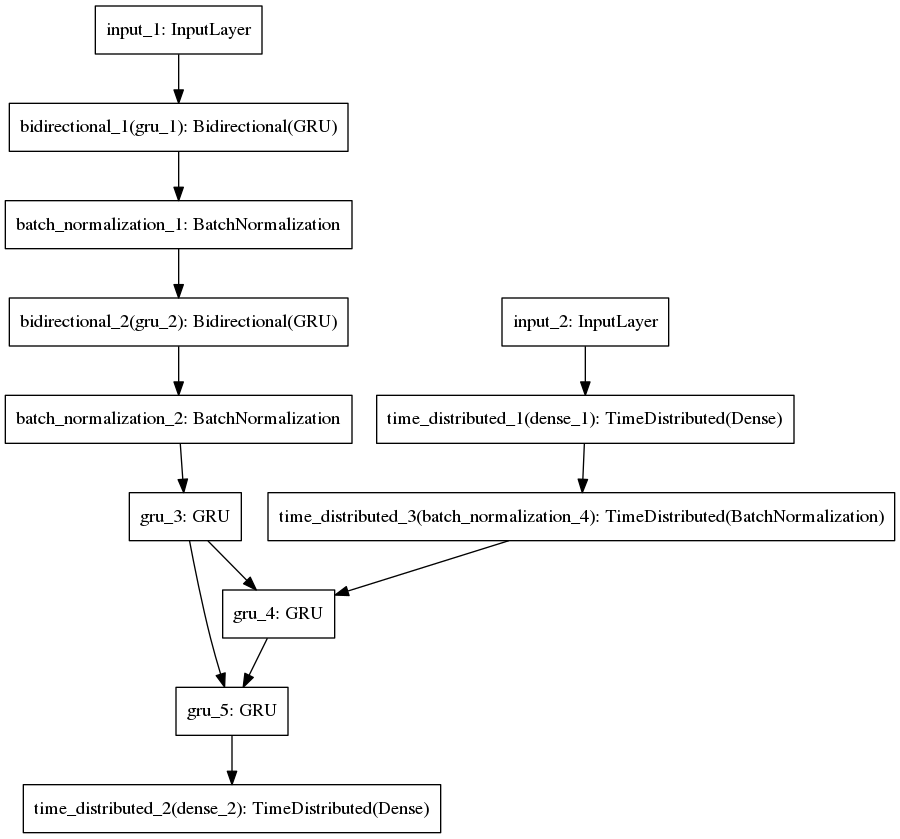 input_1: InputLayer
bidirectional_1(gru_1): Bidirectional(GRU)
batch_normalization_1: BatchNormalization
bidirectional_2(gru_2): Bidirectional(GRU)
input_2: InputLayer
batch_normalization_2: BatchNormalization
time_distributed_1(dense_1): TimeDistributed(Dense)
gru_3: GRU
time_distributed_3(batch_normalization_4): TimeDistributed(BatchNormalization)
gru_4: GRU
gru_5: GRU
time_distributed_2(dense_2): TimeDistributed(Dense)